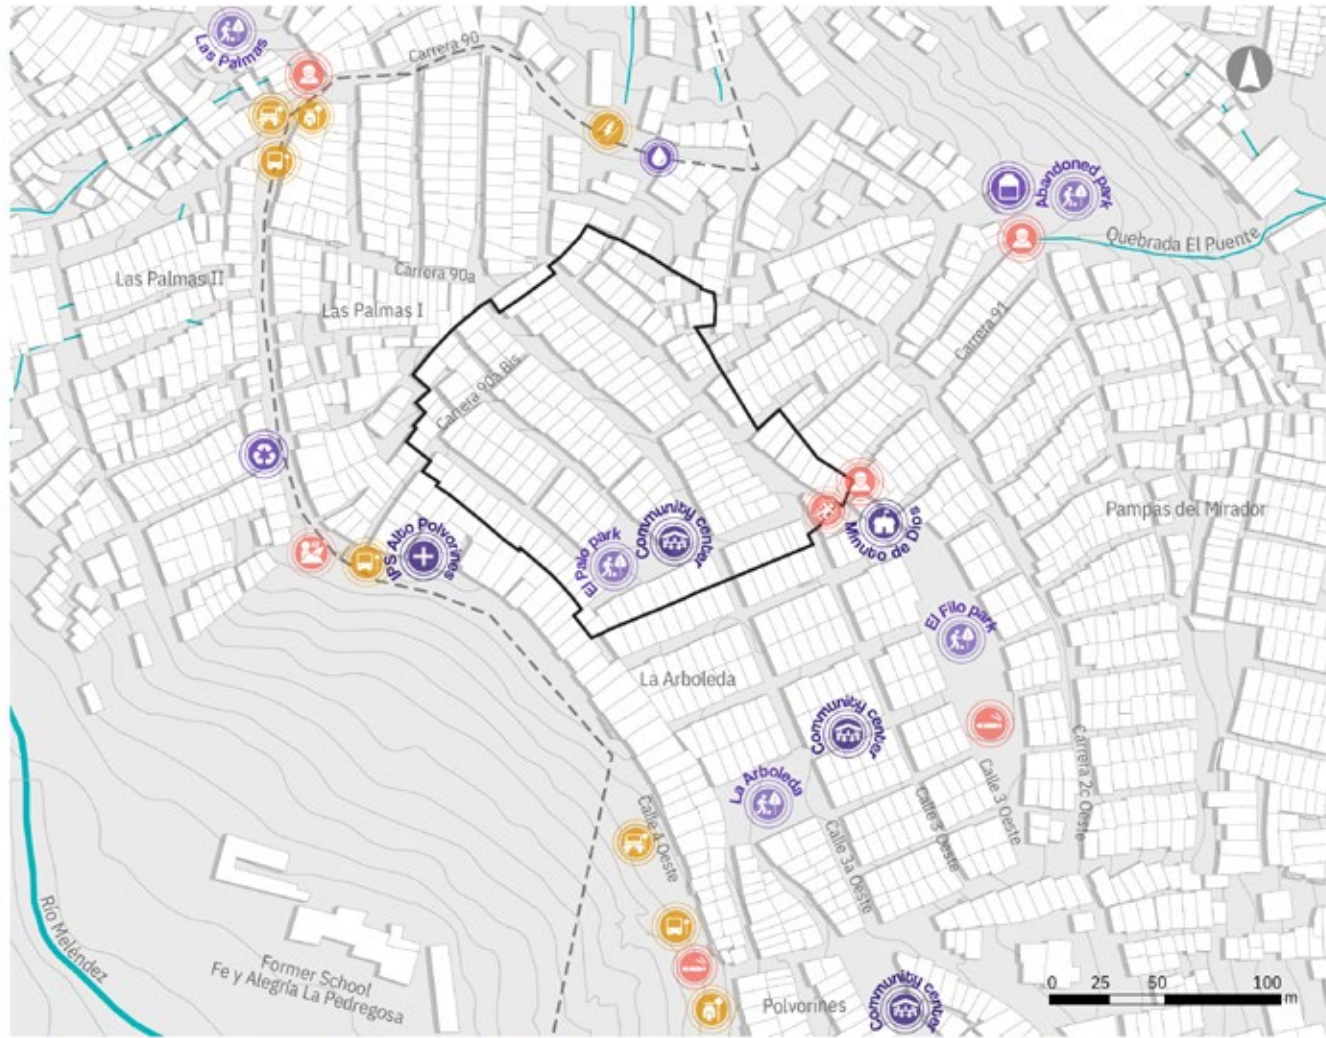 Las Palmas
Carrera 90
Abandoned park
Quebrada El Puente
Carrera 90a
Las Palmas II
Las Palmas I
Carrera 91
Carrera 90a Bis
Pampas del Mirador
IPS Alto Polvorines
El Palo park
Community center
Minuto de Dios
El Filo park
La Arboleda
Community center
La Arboleda
Calle 4 Oeste
Calle 3a Oeste
Calle 3 Oeste
Calle 3 Oeste
Carrera 2c Oeste
Río Meléndez
Former School
Fe y Alegría La Pedregosa
Polvorines
Community center
0 25 50 100
m